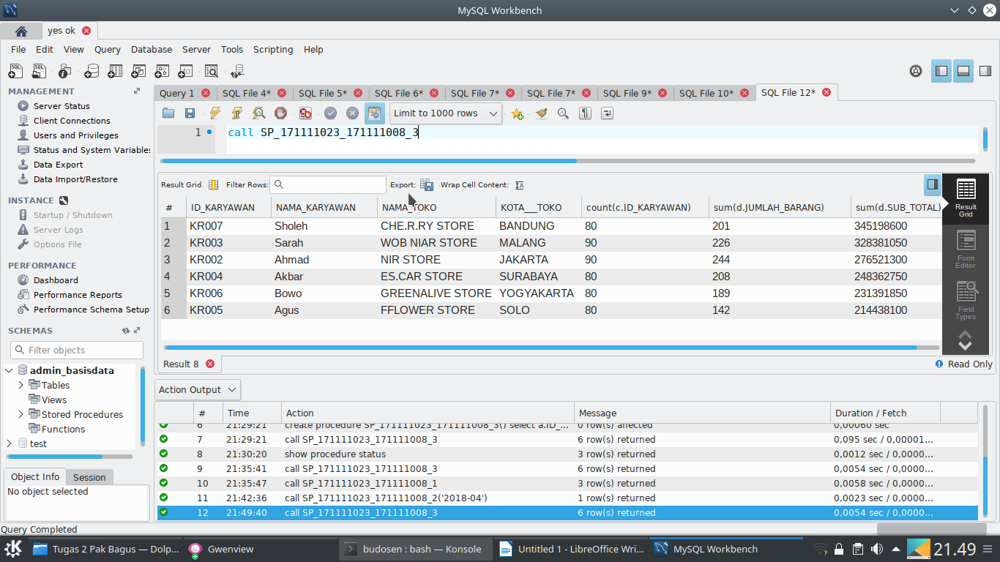 MySQL Workbench
yes ok
File Edit View Query Database Server Tools Scripting Help
MANAGEMENT
Server Status
Client Connections
Users and Privileges
Status and System Variables
Data Export
Data Import/Restore
INSTANCE
Startup / Shutdown
Server Logs
Options File
PERFORMANCE
Dashboard
Performance Reports
Performance Schema Setup
SCHEMAS
Filter objects
admin_basisdata
Tables
Views
Stored Procedures
Functions
test
Object Info Session
No object selected
Query 1 SQL File 4* SQL File 5* SQL File 6* SQL File 7* SQL File 7* SQL File 9* SQL File 10* SQL File 12*
Limit to 1000 rows
1 call SP_171111023_171111008_3
Result Grid Filter Rows: Export: Wrap Cell Content:
# ID_KARYAWAN NAMA_KARYAWAN NAMA_TOKO KOTA___TOKO count(c.ID_KARYAWAN) sum(d.JUMLAH_BARANG) sum(d.SUB_TOTAL)
1 KR007 Sholeh CHE.R.RY STORE BANDUNG 80 201 345198600
2 KR003 Sarah WOB NIAR STORE MALANG 90 226 328381050
3 KR002 Ahmad NIR STORE JAKARTA 90 244 276521300
4 KR004 Akbar ES.CAR STORE SURABAYA 80 208 248362750
5 KR006 Bowo GREENALIVE STORE YOGYAKARTA 80 189 231391850
6 KR005 Agus FFLOWER STORE SOLO 80 142 214438100
Result Grid
Form Editor
Field Types
Result 8
Read Only
Action Output
# Time Action Message Duration / Fetch
6 21:29:21 create procedure SP_171111023_171111008_3() select a.ID_... 0 row(s) affected 0,00060 sec
7 21:29:21 call SP_171111023_171111008_3 6 row(s) returned 0,095 sec / 0,00001...
8 21:30:20 show procedure status 3 row(s) returned 0,0012 sec / 0,0000...
9 21:35:41 call SP_171111023_171111008_3 6 row(s) returned 0,0054 sec / 0,0000...
10 21:35:47 call SP_171111023_171111008_1 3 row(s) returned 0,0058 sec / 0,0000...
11 21:42:36 call SP_171111023_171111008_2('2018-04') 1 row(s) returned 0,0023 sec / 0,0000...
12 21:49:40 call SP_171111023_171111008_3 6 row(s) returned 0,0054 sec / 0,0000...
Query Completed
Tugas 2 Pak Bagus — Dolp... Gwenview budosen : bash — Konsole Untitled 1 - LibreOffice Wri... MySQL Workbench 21.49